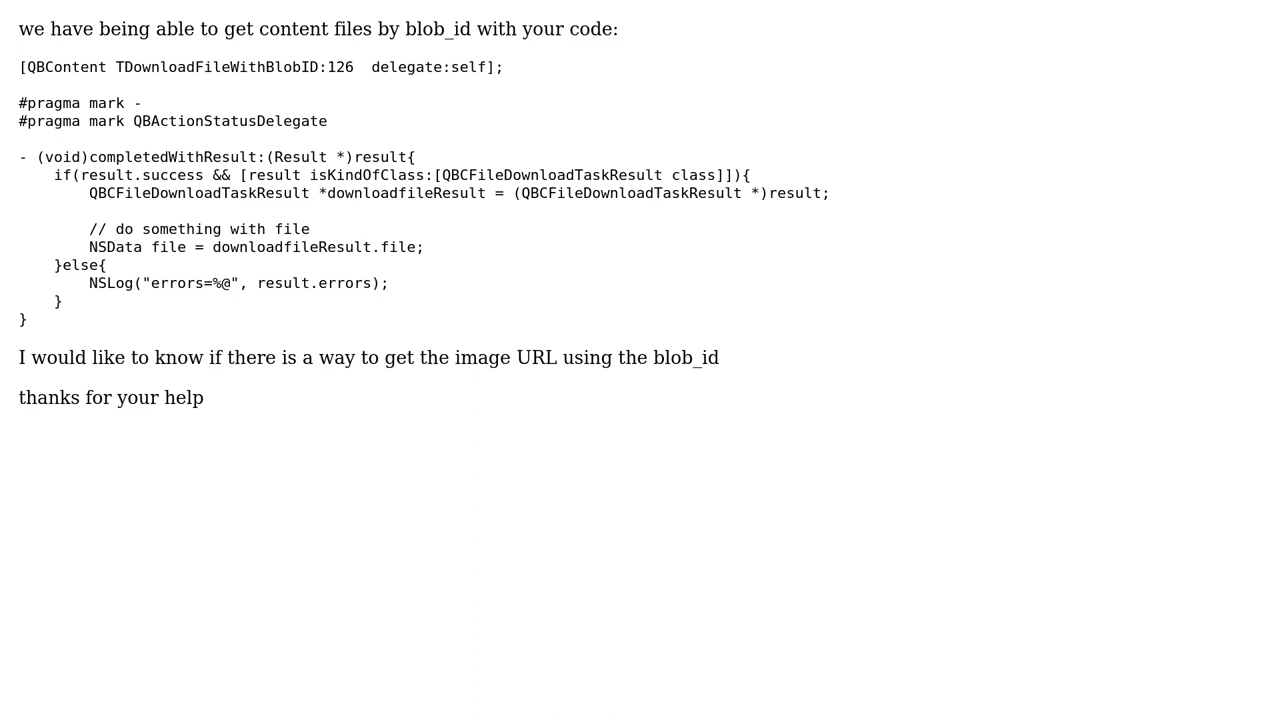 we have being able to get content files by blob_id with your code:
[QBContent TDownloadFileWithBlobID:126  delegate:self];
#pragma mark -
#pragma mark QBActionStatusDelegate
- (void)completedWithResult:(Result *)result{
    if(result.success && [result isKindOfClass:[QBCFileDownloadTaskResult class]]){
        QBCFileDownloadTaskResult *downloadfileResult = (QBCFileDownloadTaskResult *)result;
        // do something with file
        NSData file = downloadfileResult.file;
    }else{
        NSLog("errors=%@", result.errors);
    }
}
I would like to know if there is a way to get the image URL using the blob_id
thanks for your help